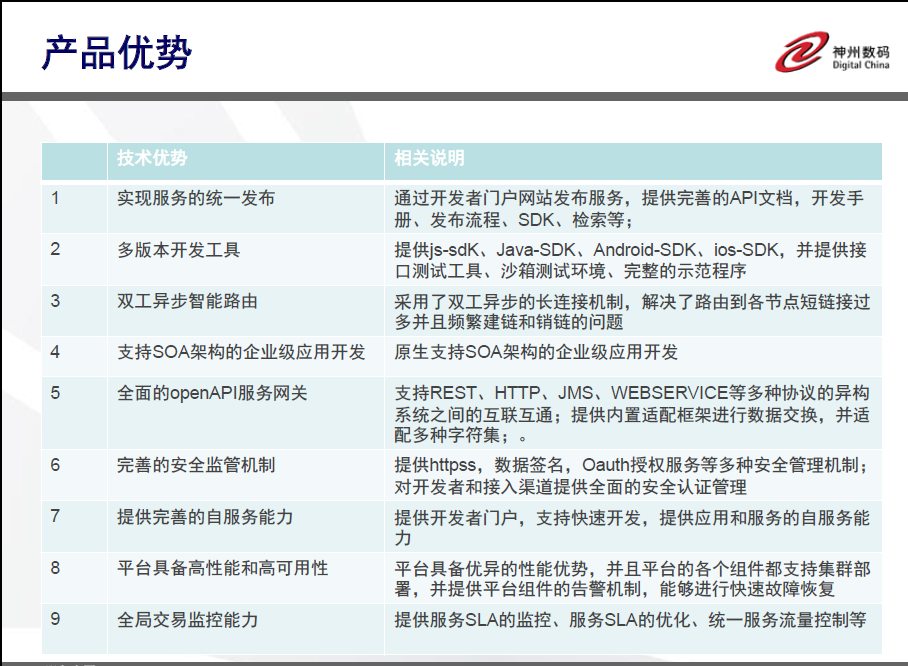 产品优势
神州数码
Digital China
技术优势 相关说明
1 实现服务的统一发布 通过开发者门户网站发布服务，提供完善的API文档，开发手
册、发布流程、SDK、检索等；
2 多版本开发工具 提供js-sdK、Java-SDK、Android-SDK、ios-SDK，并提供接
口测试工具、沙箱测试环境、完整的示范程序
3 双工异步智能路由 采用了双工异步的长连接机制，解决了路由到各节点短链接过
多并且频繁建链和销链的问题
4 支持SOA架构的企业级应用开发 原生支持SOA架构的企业级应用开发
5 全面的openAPI服务网关 支持REST、HTTP、JMS、WEBSERVICE等多种协议的异构
系统之间的互联互通；提供内置适配框架进行数据交换，并适
配多种字符集；。
6 完善的安全监管机制 提供httpss，数据签名，Oauth授权服务等多种安全管理机制；
对开发者和接入渠道提供全面的安全认证管理
7 提供完善的自服务能力 提供开发者门户，支持快速开发，提供应用和服务的自服务能
力
8 平台具备高性能和高可用性 平台具备优异的性能优势，并且平台的各个组件都支持集群部
署，并提供平台组件的告警机制，能够进行快速故障恢复
9 全局交易监控能力 提供服务SLA的监控、服务SLA的优化、统一服务流量控制等